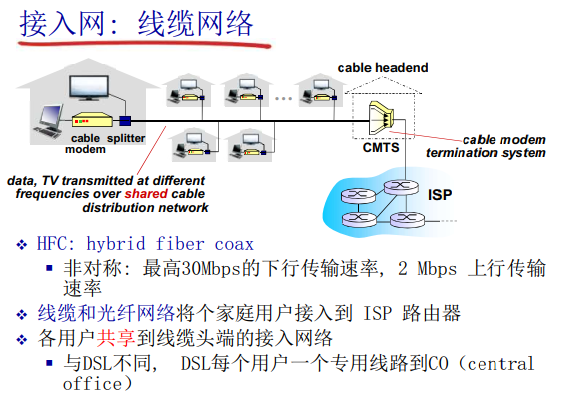 接入网: 线缆网络
cable headend
cable splitter
modem
CMTS
cable modem
termination system
data, TV transmitted at different
frequencies over shared cable
distribution network
ISP
HFC: hybrid fiber coax
非对称: 最高30Mbps的下行传输速率, 2 Mbps 上行传输
速率
线缆和光纤网络将个家庭用户接入到 ISP 路由器
各用户共享到线缆头端的接入网络
与DSL不同, DSL每个用户一个专用线路到CO（central
office）